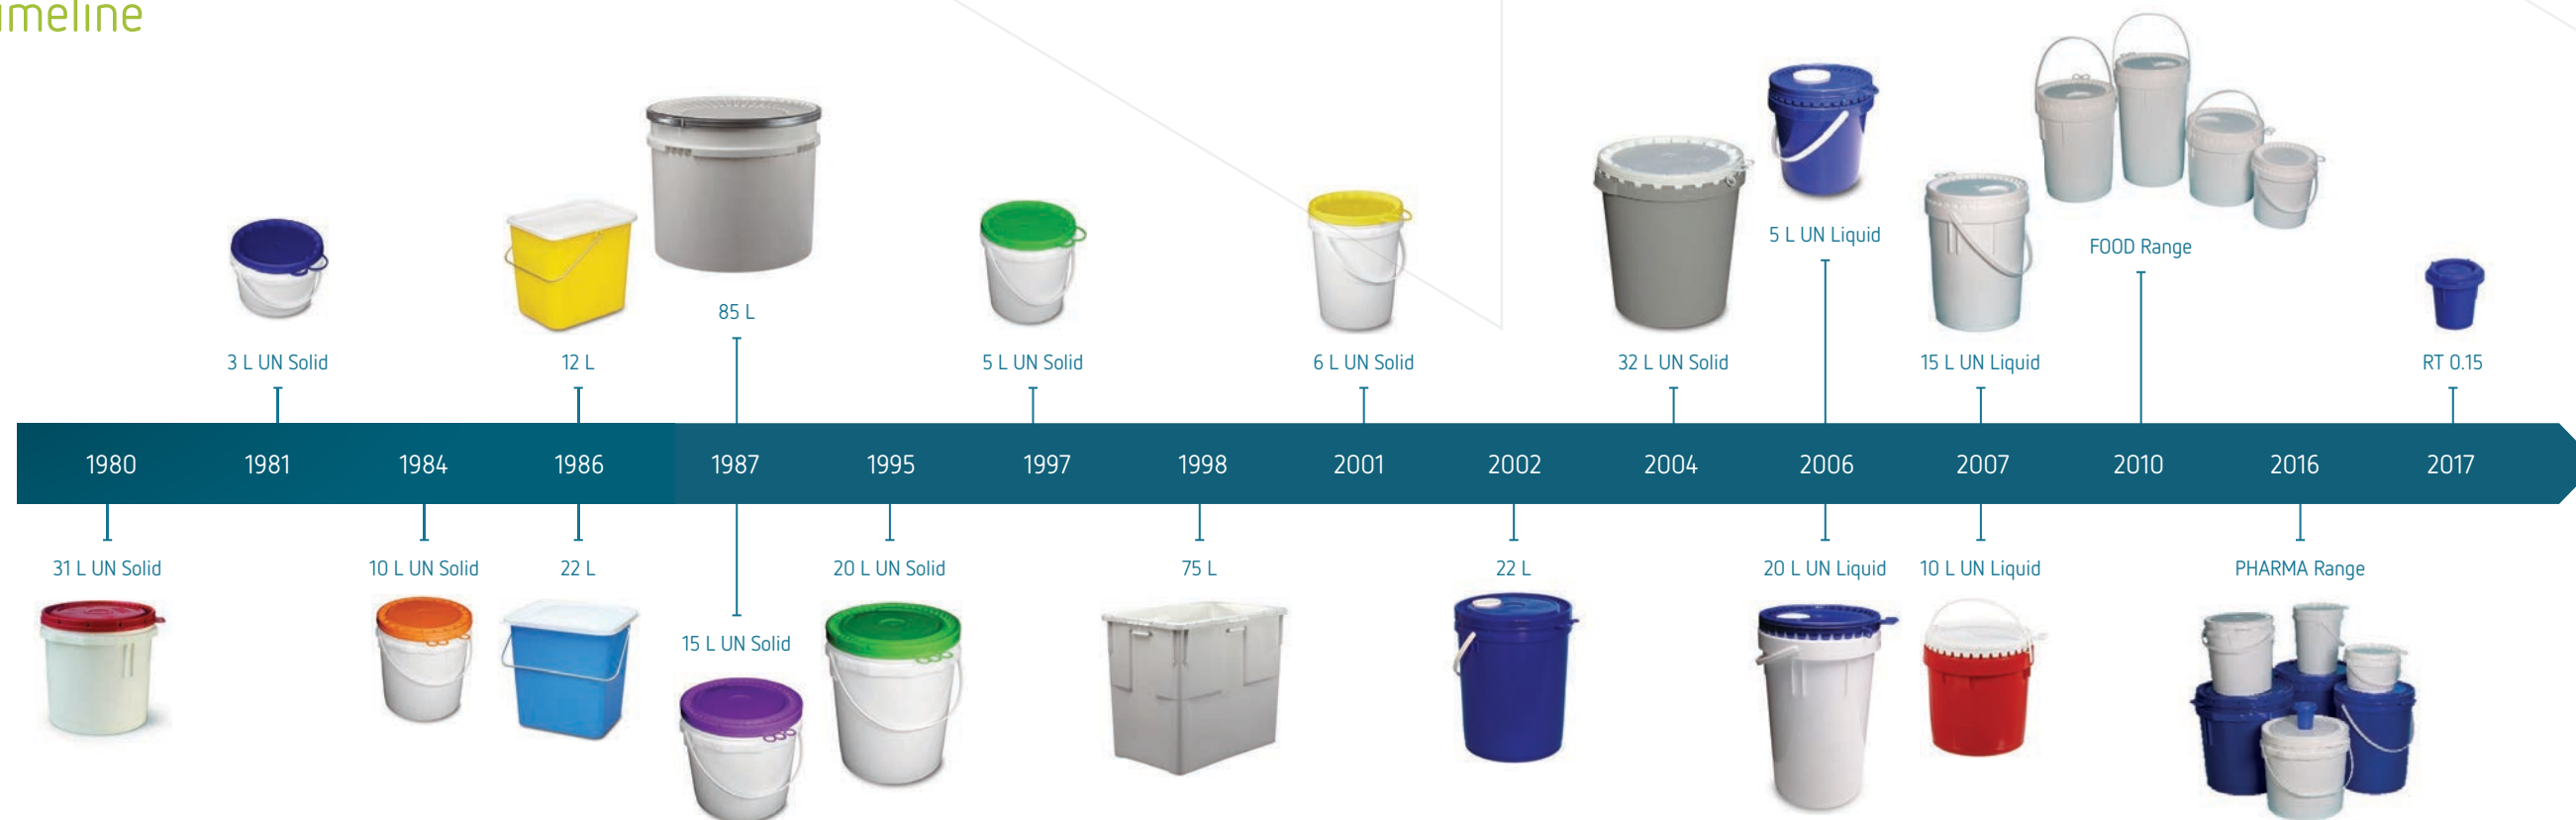 imeline
85 L
5 L UN Liquid
FOOD Range
3 L UN Solid
12 L
5 L UN Solid
6 L UN Solid
32 L UN Solid
15 L UN Liquid
RT 0.15
1980 1981 1984 1986 1987 1995 1997 1998 2001 2002 2004 2006 2007 2010 2016 2017
31 L UN Solid
10 L UN Solid
22 L
20 L UN Solid
75 L
22 L
20 L UN Liquid
10 L UN Liquid
PHARMA Range
15 L UN Solid